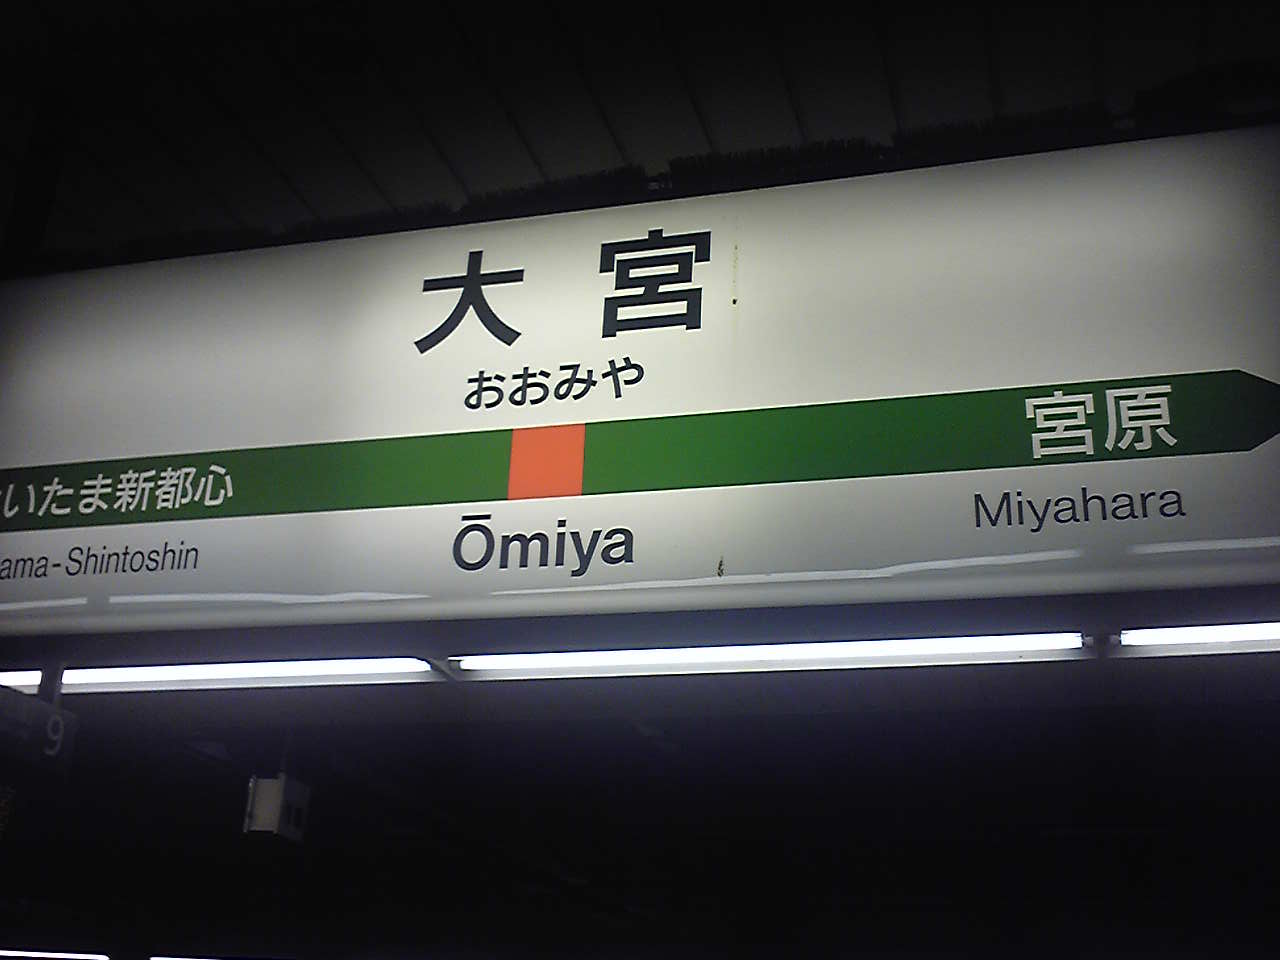 大宮
おおみや
いたま新都心
宮原
ama-Shintoshin
Ōmiya
Miyahara
9